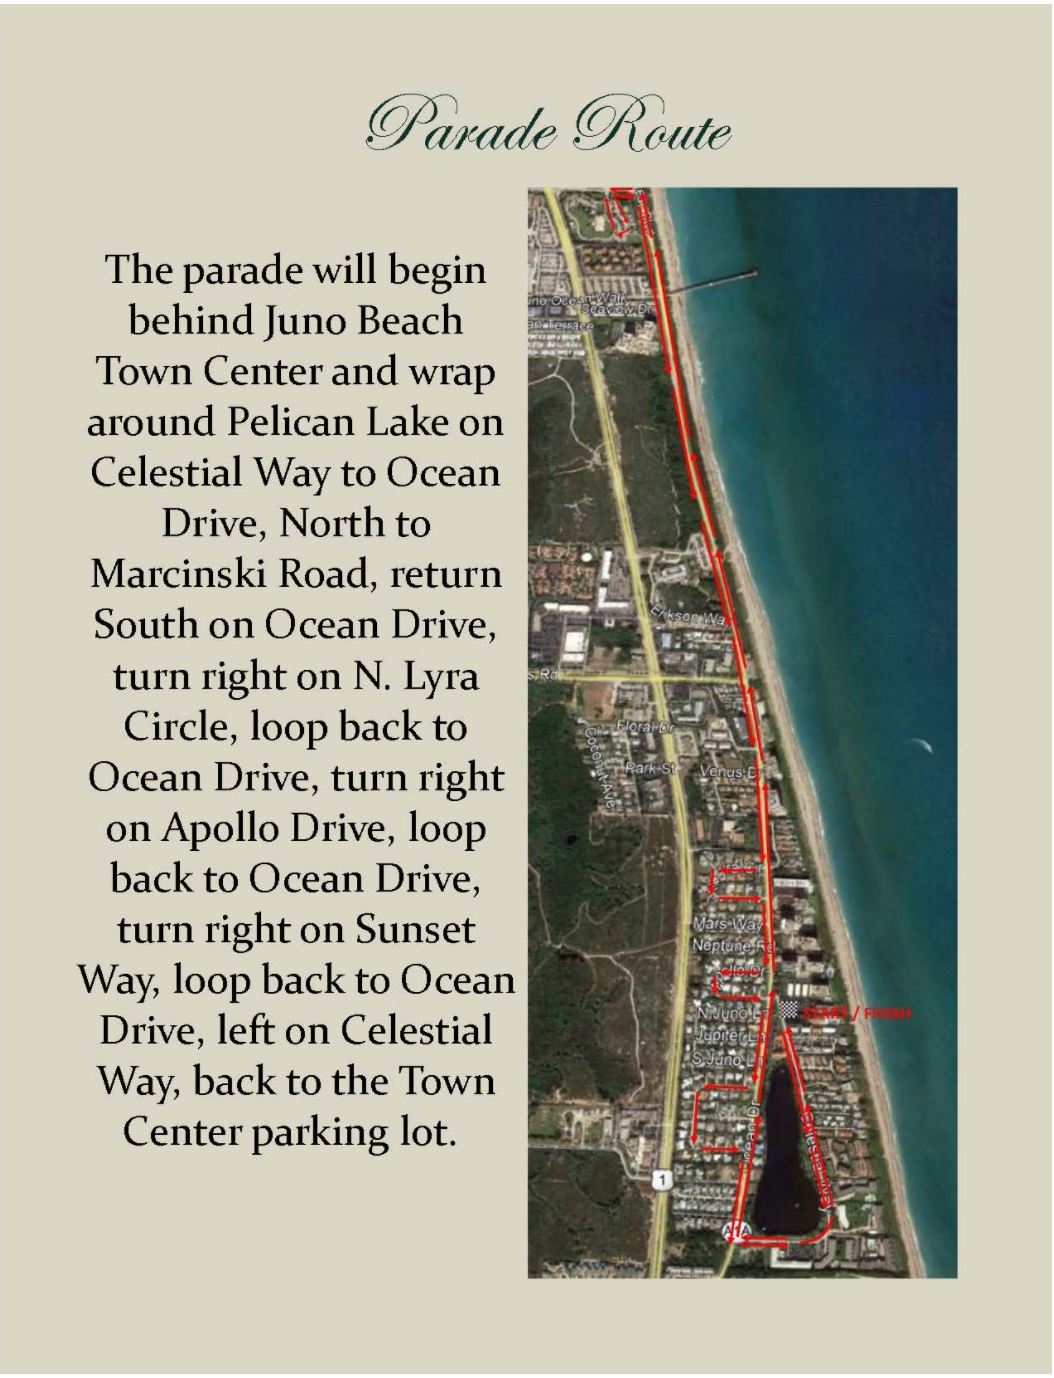 Parade Route
The parade will begin
behind Juno Beach
Town Center and wrap
around Pelican Lake on
Celestial Way to Ocean
Drive, North to
Marcinski Road, return
South on Ocean Drive,
turn right on N. Lyra
Circle, loop back to
Ocean Drive, turn right
on Apollo Drive, loop
back to Ocean Drive,
turn right on Sunset
Way, loop back to Ocean
Drive, left on Celestial
Way, back to the Town
Center parking lot.
Ocean Walk
Seaview Dr
Terrace
Erikson Way
s Rd
Floral Dr
Coconut Ave
Park St
Venus D
Mars Way
Neptune Rd
N Juno Ln
START / FINISH
Jupiter Ln
S Juno Ln
Ocean Dr
Celestial Way
1
A1A